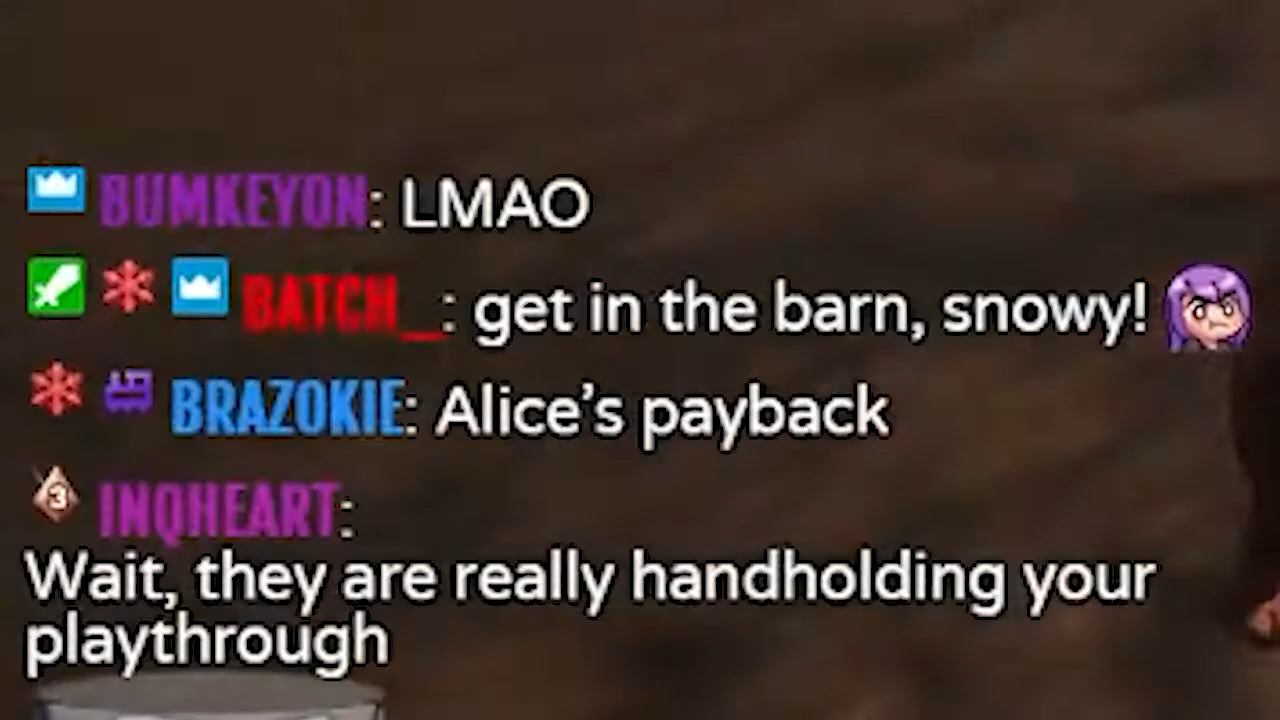 BUMKEYON: LMAO
BATCH_: get in the barn, snowy!
BRAZOKIE: Alice’s payback
3 INQHEART:
Wait, they are really handholding your
playthrough